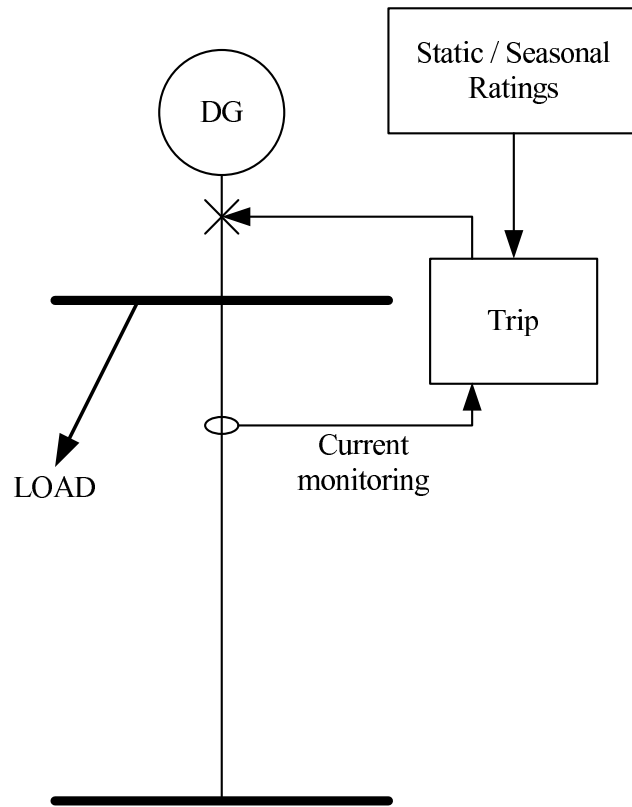 Static / Seasonal
Ratings
DG
Trip
Current
monitoring
LOAD